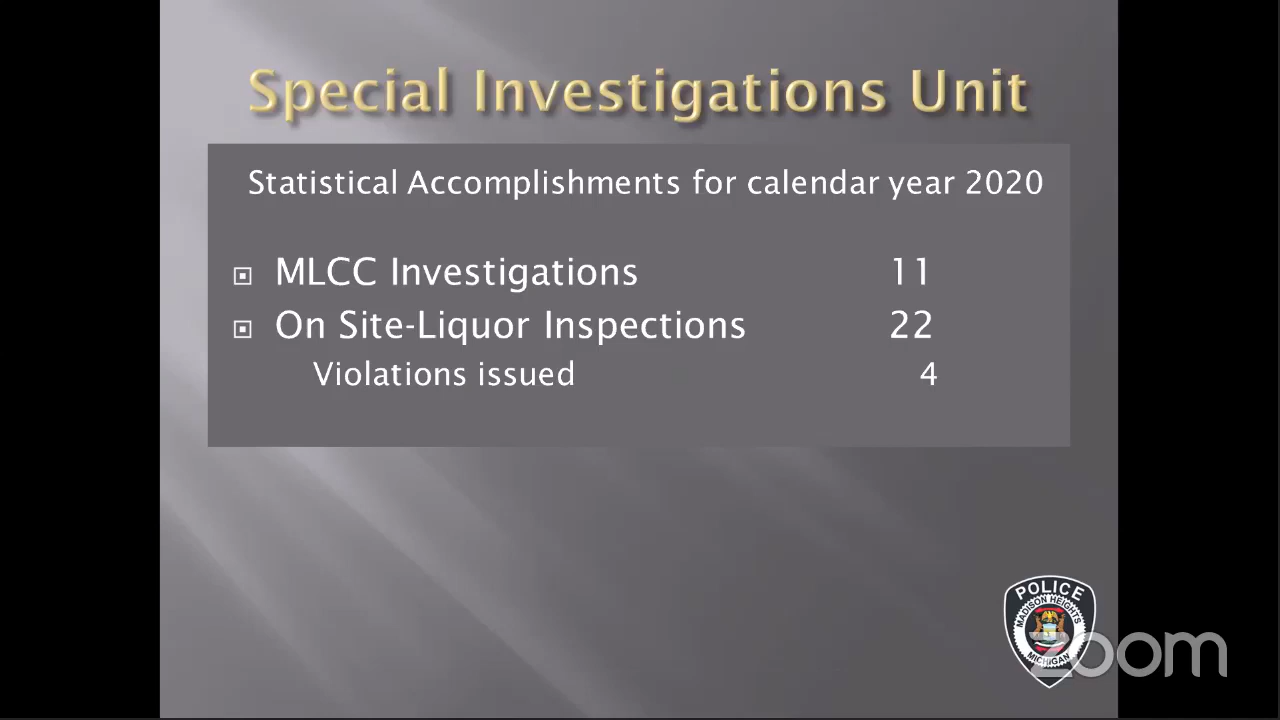 Special Investigations Unit
Statistical Accomplishments for calendar year 2020
MLCC Investigations 11
On Site-Liquor Inspections 22
Violations issued 4
POLICE
MADISON HEIGHTS
MICHIGAN
zoom